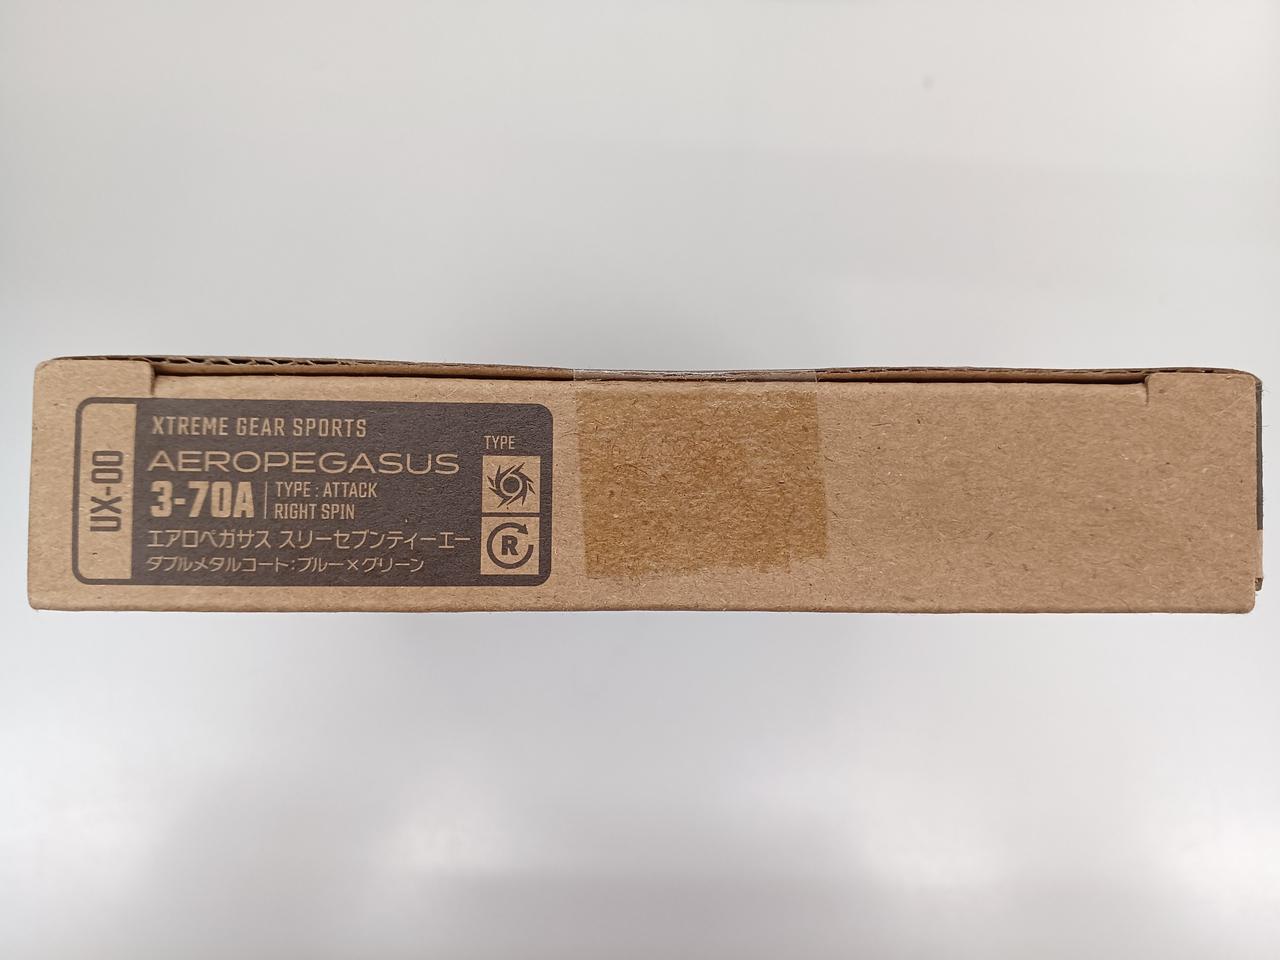 UX-00
XTREME GEAR SPORTS
AEROPEGASUS
3-70A
TYPE : ATTACK
RIGHT SPIN
エアロペガサス スリーセブンティーエー
ダブルメタルコート:ブルー×グリーン
TYPE
R